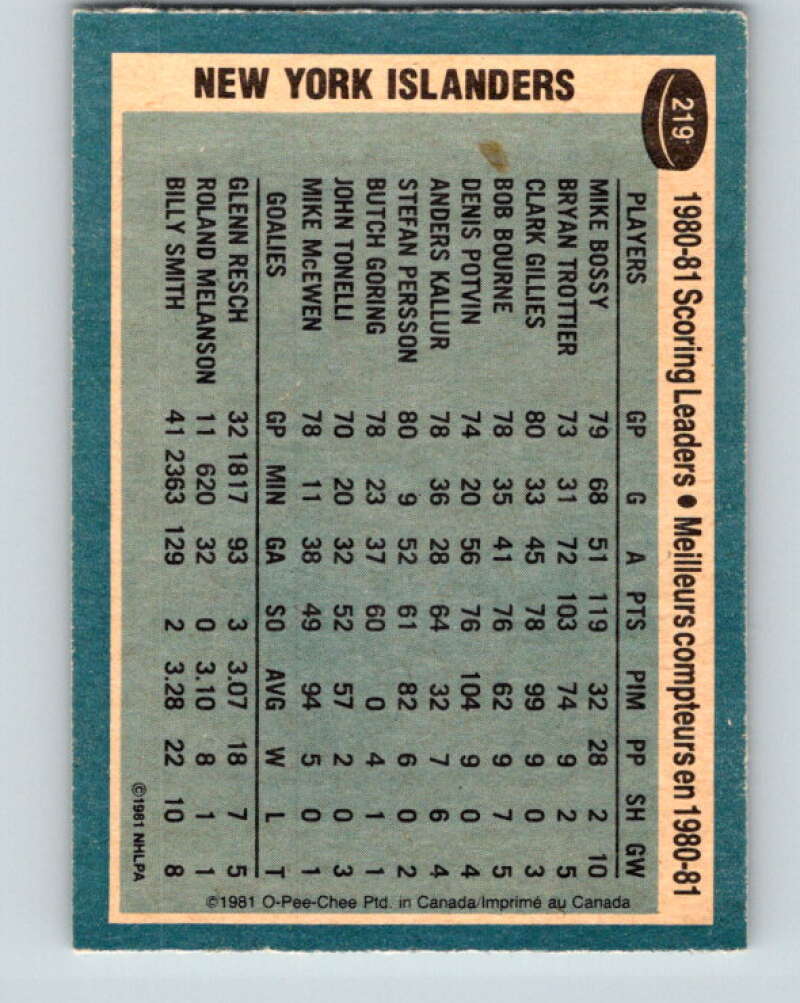 NEW YORK ISLANDERS
219
1980-81 Scoring Leaders • Meilleurs compteurs en 1980-81
PLAYERS GP G A PTS PIM PP SH GW
MIKE BOSSY 79 68 51 119 32 28 2 10
BRYAN TROTTIER 73 31 72 103 74 9 2 5
CLARK GILLIES 80 33 45 78 99 9 0 3
BOB BOURNE 78 35 41 76 62 9 7 5
DENIS POTVIN 74 20 56 76 104 9 0 4
ANDERS KALLUR 78 36 28 64 32 7 6 4
STEFAN PERSSON 80 9 52 61 82 6 0 2
BUTCH GORING 78 23 37 60 0 4 1 1
JOHN TONELLI 70 20 32 52 57 2 0 3
MIKE McEWEN 78 11 38 49 94 5 0 1
GOALIES GP MIN GA SO AVG W L T
GLENN RESCH 32 1817 93 3 3.07 18 7 5
ROLAND MELANSON 11 620 32 0 3.10 8 1 1
BILLY SMITH 41 2363 129 2 3.28 22 10 8
©1981 NHLPA
©1981 O-Pee-Chee Ptd. in Canada/Imprimé au Canada